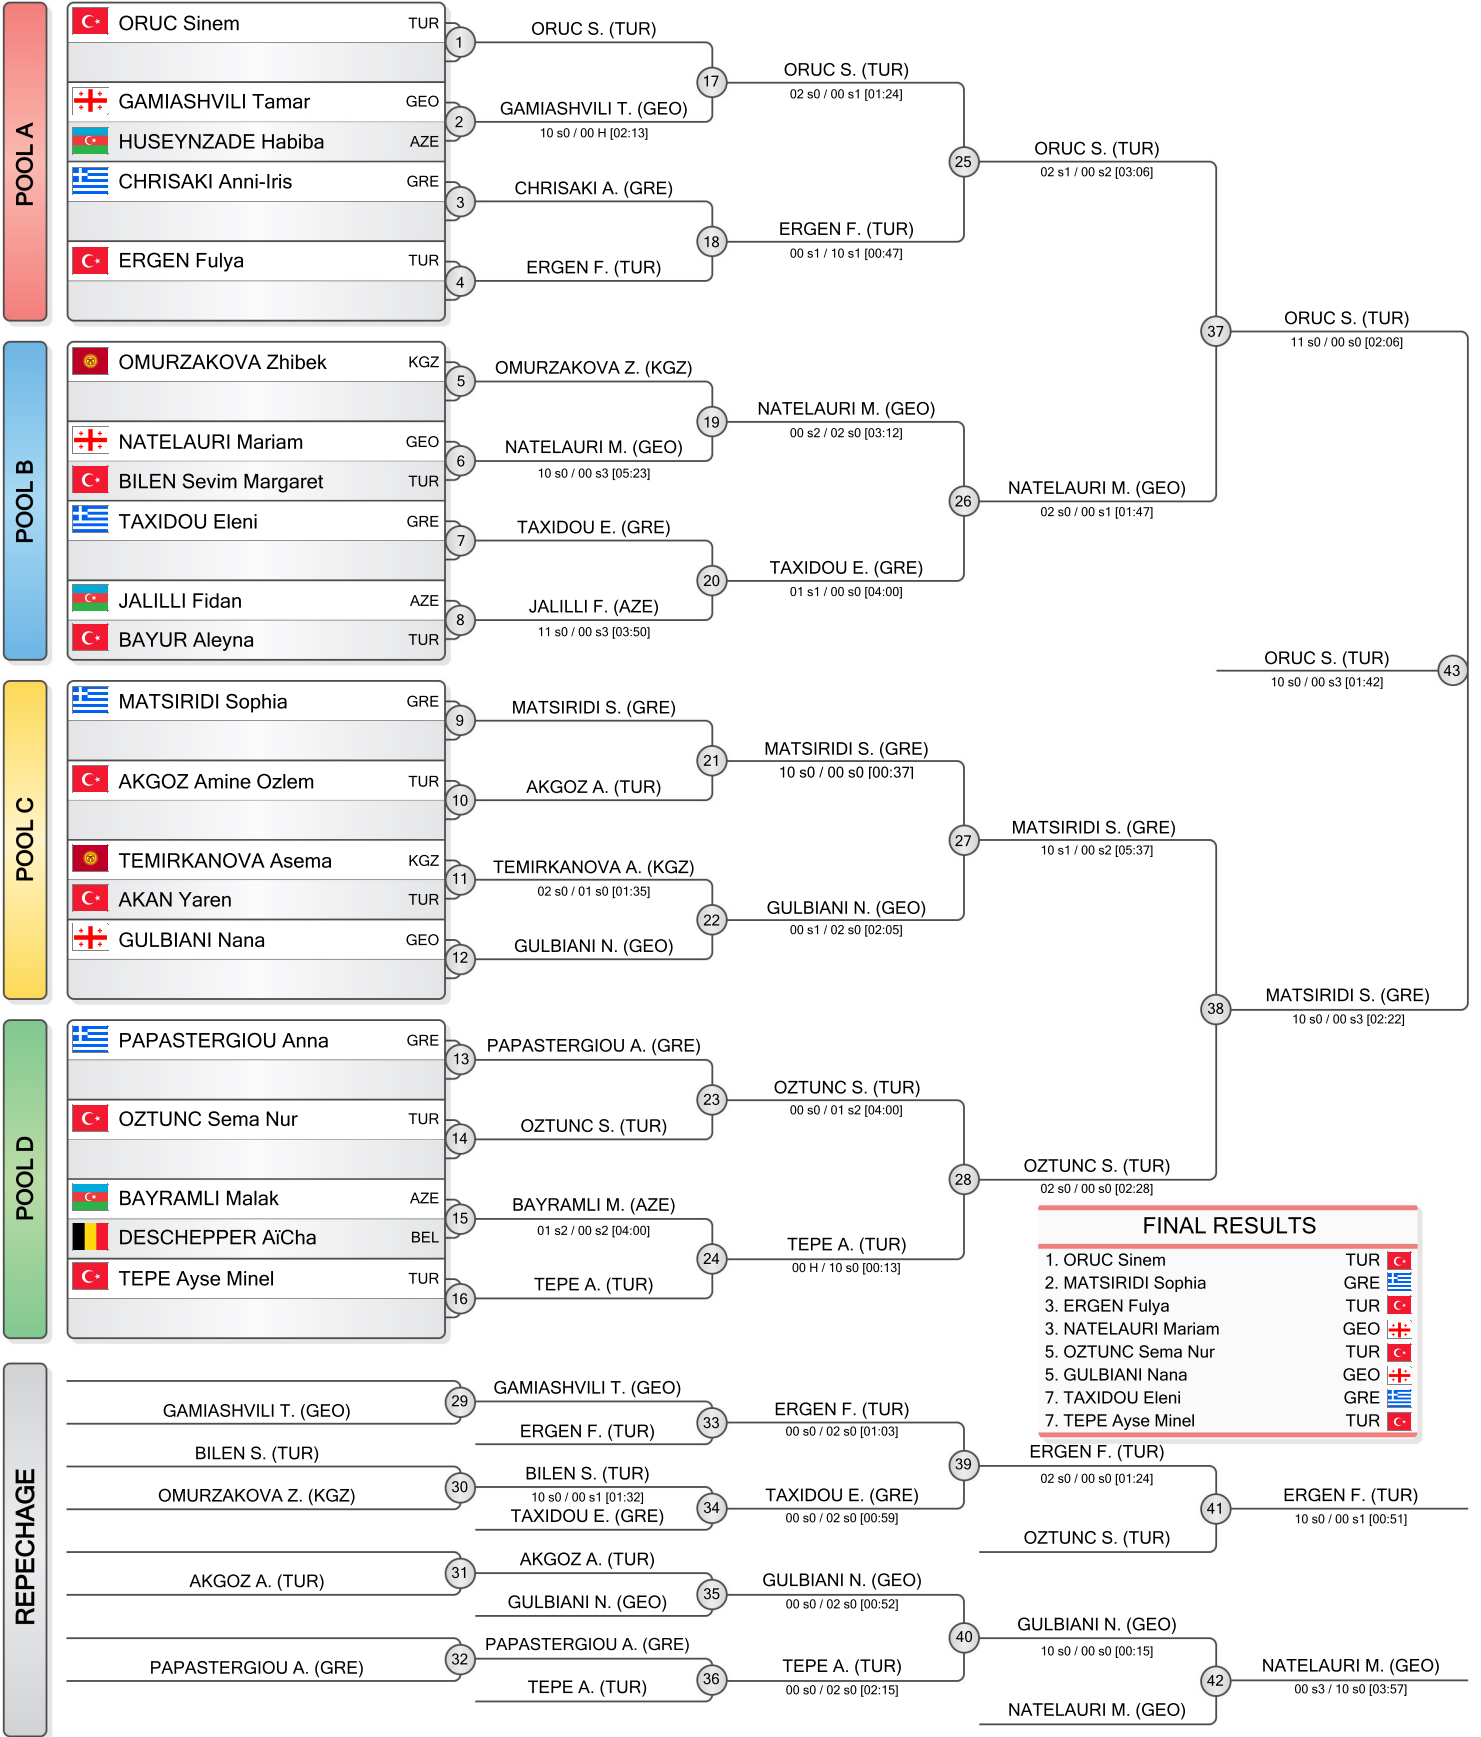 POOL A
ORUC Sinem TUR
GAMIASHVILI Tamar GEO
HUSEYNZADE Habiba AZE
CHRISAKI Anni-Iris GRE
ERGEN Fulya TUR
1
2
3
4
ORUC S. (TUR)
GAMIASHVILI T. (GEO)
10 s0 / 00 H [02:13]
CHRISAKI A. (GRE)
ERGEN F. (TUR)
17
18
ORUC S. (TUR)
02 s0 / 00 s1 [01:24]
ERGEN F. (TUR)
00 s1 / 10 s1 [00:47]
25
ORUC S. (TUR)
02 s1 / 00 s2 [03:06]
POOL B
OMURZAKOVA Zhibek KGZ
NATELAURI Mariam GEO
BILEN Sevim Margaret TUR
TAXIDOU Eleni GRE
JALILLI Fidan AZE
BAYUR Aleyna TUR
5
6
7
8
OMURZAKOVA Z. (KGZ)
NATELAURI M. (GEO)
10 s0 / 00 s3 [05:23]
TAXIDOU E. (GRE)
JALILLI F. (AZE)
11 s0 / 00 s3 [03:50]
19
20
NATELAURI M. (GEO)
00 s2 / 02 s0 [03:12]
TAXIDOU E. (GRE)
01 s1 / 00 s0 [04:00]
26
NATELAURI M. (GEO)
02 s0 / 00 s1 [01:47]
37
ORUC S. (TUR)
11 s0 / 00 s0 [02:06]
POOL C
MATSIRIDI Sophia GRE
AKGOZ Amine Ozlem TUR
TEMIRKANOVA Asema KGZ
AKAN Yaren TUR
GULBIANI Nana GEO
9
10
11
12
MATSIRIDI S. (GRE)
AKGOZ A. (TUR)
TEMIRKANOVA A. (KGZ)
02 s0 / 01 s0 [01:35]
GULBIANI N. (GEO)
21
22
MATSIRIDI S. (GRE)
10 s0 / 00 s0 [00:37]
GULBIANI N. (GEO)
00 s1 / 02 s0 [02:05]
27
MATSIRIDI S. (GRE)
10 s1 / 00 s2 [05:37]
POOL D
PAPASTERGIOU Anna GRE
OZTUNC Sema Nur TUR
BAYRAMLI Malak AZE
DESCHEPPER AïCha BEL
TEPE Ayse Minel TUR
13
14
15
16
PAPASTERGIOU A. (GRE)
OZTUNC S. (TUR)
BAYRAMLI M. (AZE)
01 s2 / 00 s2 [04:00]
TEPE A. (TUR)
23
24
OZTUNC S. (TUR)
00 s0 / 01 s2 [04:00]
TEPE A. (TUR)
00 H / 10 s0 [00:13]
28
OZTUNC S. (TUR)
02 s0 / 00 s0 [02:28]
38
MATSIRIDI S. (GRE)
10 s0 / 00 s3 [02:22]
ORUC S. (TUR)
10 s0 / 00 s3 [01:42]
43
FINAL RESULTS
1. ORUC Sinem TUR
2. MATSIRIDI Sophia GRE
3. ERGEN Fulya TUR
3. NATELAURI Mariam GEO
5. OZTUNC Sema Nur TUR
5. GULBIANI Nana GEO
7. TAXIDOU Eleni GRE
7. TEPE Ayse Minel TUR
REPECHAGE
GAMIASHVILI T. (GEO)
BILEN S. (TUR)
OMURZAKOVA Z. (KGZ)
AKGOZ A. (TUR)
PAPASTERGIOU A. (GRE)
29
30
31
32
GAMIASHVILI T. (GEO)
ERGEN F. (TUR)
BILEN S. (TUR)
10 s0 / 00 s1 [01:32]
TAXIDOU E. (GRE)
AKGOZ A. (TUR)
GULBIANI N. (GEO)
PAPASTERGIOU A. (GRE)
TEPE A. (TUR)
33
34
35
36
ERGEN F. (TUR)
00 s0 / 02 s0 [01:03]
TAXIDOU E. (GRE)
00 s0 / 02 s0 [00:59]
GULBIANI N. (GEO)
00 s0 / 02 s0 [00:52]
TEPE A. (TUR)
00 s0 / 02 s0 [02:15]
39
40
ERGEN F. (TUR)
02 s0 / 00 s0 [01:24]
OZTUNC S. (TUR)
GULBIANI N. (GEO)
10 s0 / 00 s0 [00:15]
NATELAURI M. (GEO)
41
42
ERGEN F. (TUR)
10 s0 / 00 s1 [00:51]
NATELAURI M. (GEO)
00 s3 / 10 s0 [03:57]